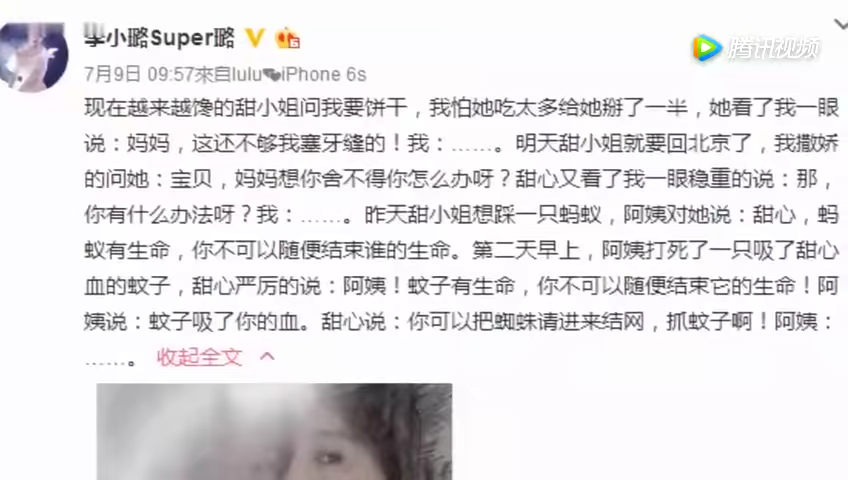 李小璐Super璐
腾讯视频
7月9日 09:57來自lulu❤iPhone 6s
现在越来越馋的甜小姐问我要饼干，我怕她吃太多给她掰了一半，她看了我一眼
说：妈妈，这还不够我塞牙缝的！我：……。明天甜小姐就要回北京了，我撒娇
的问她：宝贝，妈妈想你舍不得你怎么办呀？甜心又看了我一眼稳重的说：那，
你有什么办法呀？我：……。昨天甜小姐想踩一只蚂蚁，阿姨对她说：甜心，蚂
蚁有生命，你不可以随便结束谁的生命。第二天早上，阿姨打死了一只吸了甜心
血的蚊子，甜心严厉的说：阿姨！蚊子有生命，你不可以随便结束它的生命！阿
姨说：蚊子吸了你的血。甜心说：你可以把蜘蛛请进来结网，抓蚊子啊！阿姨：
……。 收起全文